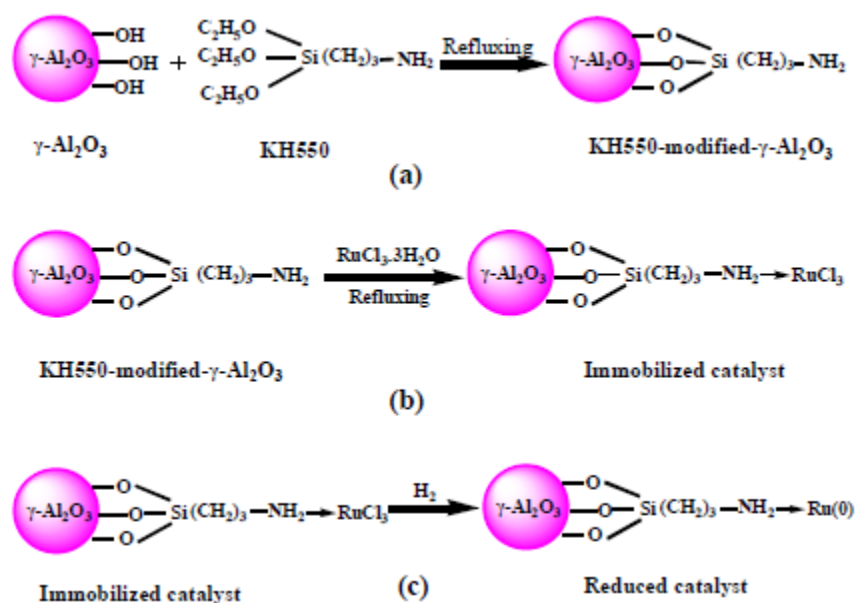 OH
C₂H₅O
γ-Al₂O₃ OH + C₂H₅O Si(CH₂)₃ NH₂ Refluxing γ-Al₂O₃ O Si (CH₂)₃ NH₂
OH
C₂H₅O
O
O
γ-Al₂O₃
KH550
KH550-modified-γ-Al₂O₃
(a)
O
γ-Al₂O₃ O Si (CH₂)₃ NH₂
O
RuCl₃.3H₂O
Refluxing
O
γ-Al₂O₃ O Si(CH₂)₃ NH₂ RuCl₃
O
KH550-modified-γ-Al₂O₃
Immobilized catalyst
(b)
O
γ-Al₂O₃ O Si(CH₂)₃ NH₂ RuCl₃
O
H₂
O
γ-Al₂O₃ O Si(CH₂)₃ NH₂ Ru(0)
O
Immobilized catalyst
(c)
Reduced catalyst